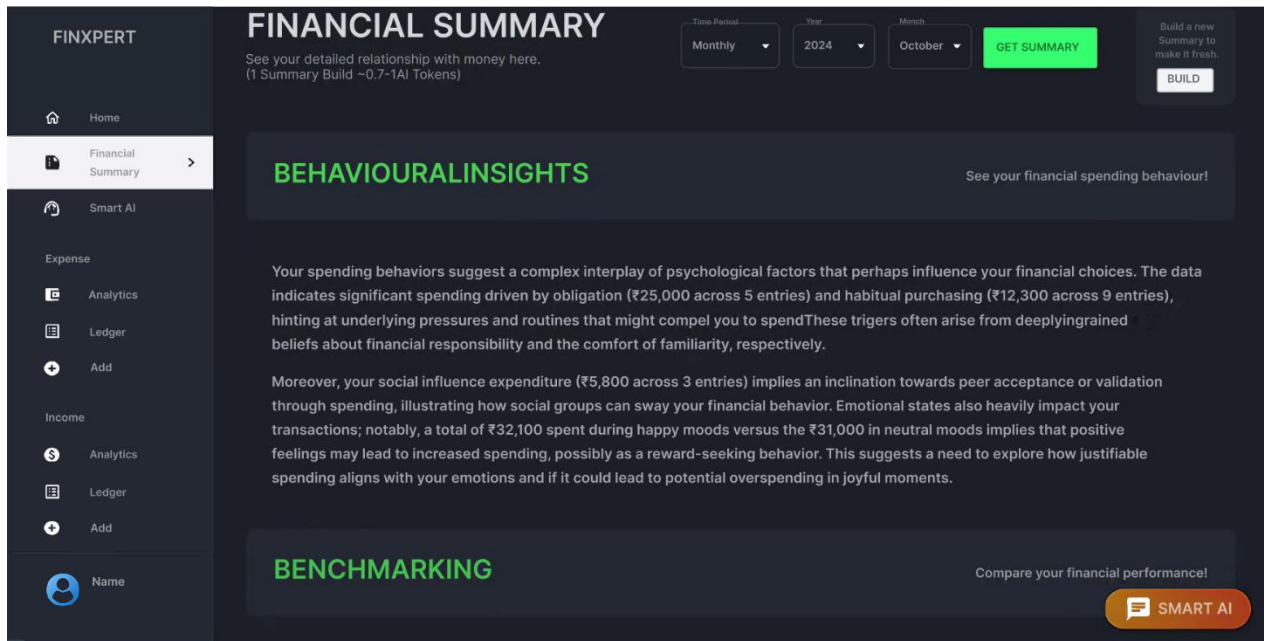 FINXPERT
Home
Financial
Summary
Smart AI
Expense
Analytics
Ledger
Add
Income
Analytics
Ledger
Add
Name
FINANCIAL SUMMARY
See your detailed relationship with money here.
(1 Summary Build ~0.7-1AI Tokens)
Time Period
Monthly
Year
2024
Month
October
GET SUMMARY
Build a new
Summary to
make it fresh.
BUILD
BEHAVIOURALINSIGHTS
See your financial spending behaviour!
Your spending behaviors suggest a complex interplay of psychological factors that perhaps influence your financial choices. The data
indicates significant spending driven by obligation (₹25,000 across 5 entries) and habitual purchasing (₹12,300 across 9 entries),
hinting at underlying pressures and routines that might compel you to spendThese trigers often arise from deeplyingrained
beliefs about financial responsibility and the comfort of familiarity, respectively.
Moreover, your social influence expenditure (₹5,800 across 3 entries) implies an inclination towards peer acceptance or validation
through spending, illustrating how social groups can sway your financial behavior. Emotional states also heavily impact your
transactions; notably, a total of ₹32,100 spent during happy moods versus the ₹31,000 in neutral moods implies that positive
feelings may lead to increased spending, possibly as a reward-seeking behavior. This suggests a need to explore how justifiable
spending aligns with your emotions and if it could lead to potential overspending in joyful moments.
BENCHMARKING
Compare your financial performance!
SMART AI